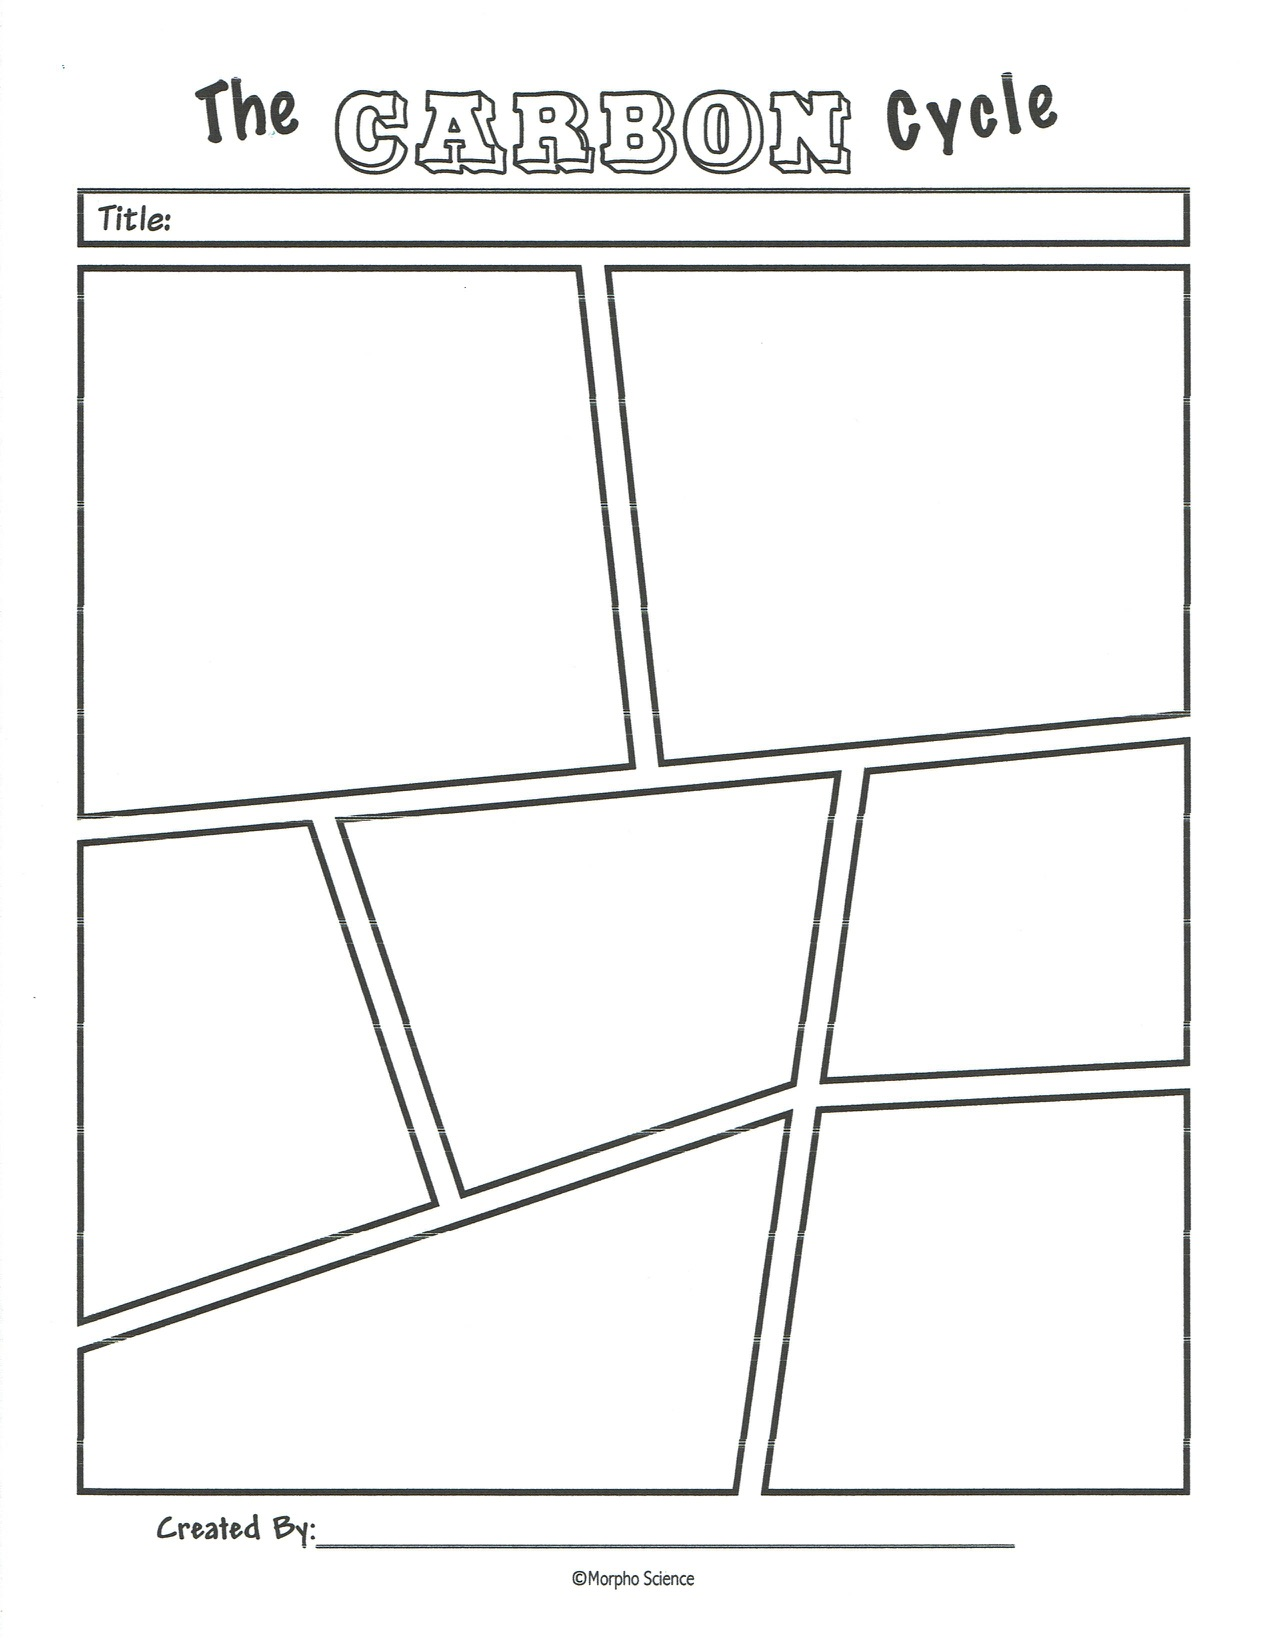 The CARBON Cycle
Title:
Created By:
©Morpho Science